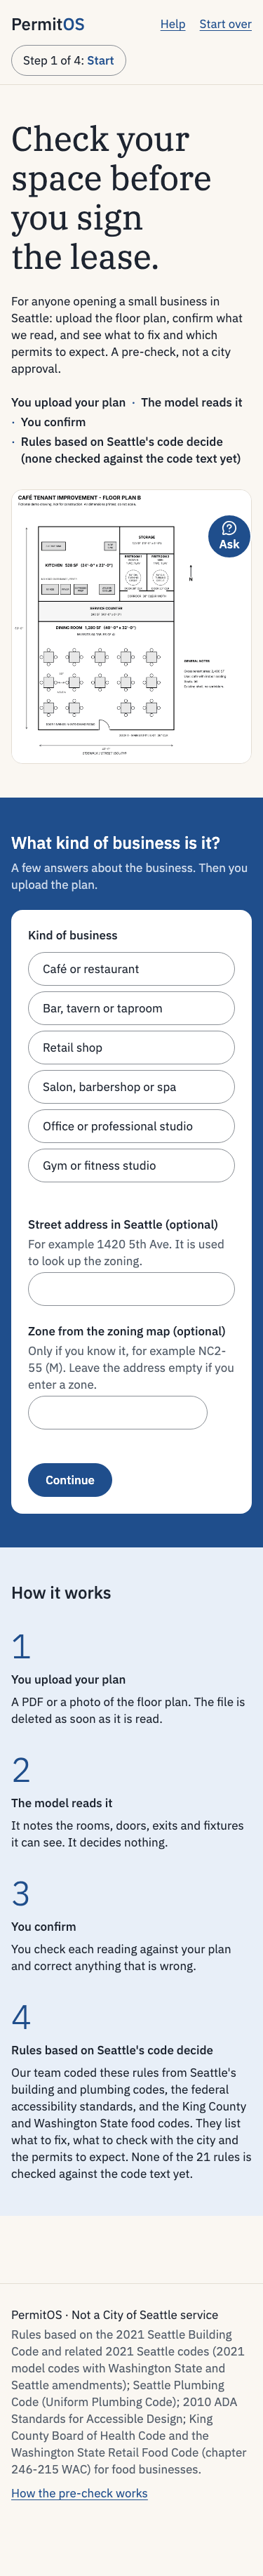 PermitOS
Help
Start over
Step 1 of 4: Start
Check your
space before
you sign
the lease.
For anyone opening a small business in
Seattle: upload the floor plan, confirm what
we read, and see what to fix and which
permits to expect. A pre-check, not a city
approval.
You upload your plan · The model reads it
· You confirm
· Rules based on Seattle's code decide
(none checked against the code text yet)
CAFÉ TENANT IMPROVEMENT - FLOOR PLAN B
Ask
STORAGE
N
SERVICE COUNTER
What kind of business is it?
A few answers about the business. Then you
upload the plan.
Kind of business
Café or restaurant
Bar, tavern or taproom
Retail shop
Salon, barbershop or spa
Office or professional studio
Gym or fitness studio
Street address in Seattle (optional)
For example 1420 5th Ave. It is used
to look up the zoning.
Zone from the zoning map (optional)
Only if you know it, for example NC2-
55 (M). Leave the address empty if you
enter a zone.
Continue
How it works
1
You upload your plan
A PDF or a photo of the floor plan. The file is
deleted as soon as it is read.
2
The model reads it
It notes the rooms, doors, exits and fixtures
it can see. It decides nothing.
3
You confirm
You check each reading against your plan
and correct anything that is wrong.
4
Rules based on Seattle's code decide
Our team coded these rules from Seattle's
building and plumbing codes, the federal
accessibility standards, and the King County
and Washington State food codes. They list
what to fix, what to check with the city and
the permits to expect. None of the 21 rules is
checked against the code text yet.
PermitOS · Not a City of Seattle service
Rules based on the 2021 Seattle Building
Code and related 2021 Seattle codes (2021
model codes with Washington State and
Seattle amendments); Seattle Plumbing
Code (Uniform Plumbing Code); 2010 ADA
Standards for Accessible Design; King
County Board of Health Code and the
Washington State Retail Food Code (chapter
246-215 WAC) for food businesses.
How the pre-check works